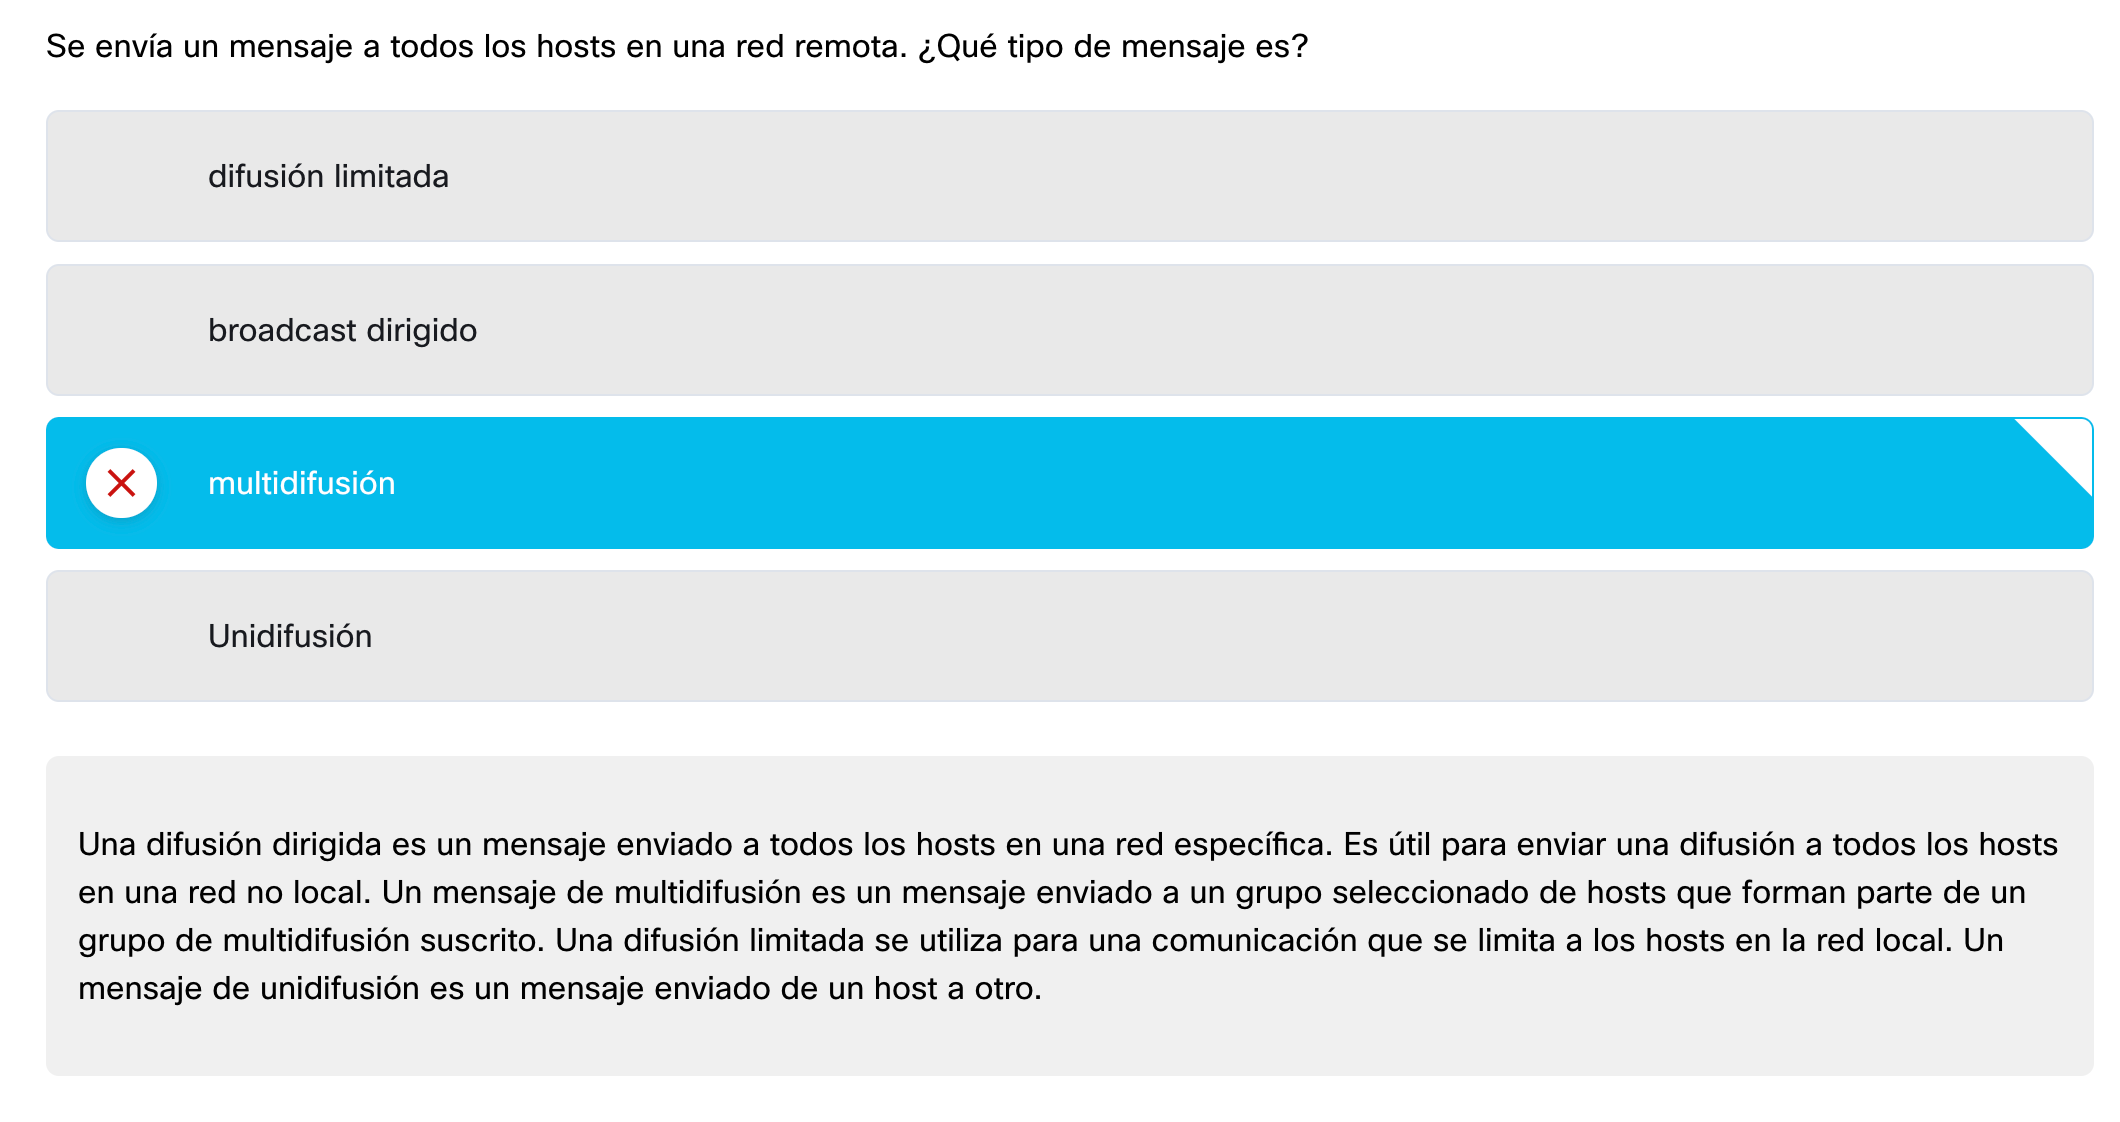 Se envía un mensaje a todos los hosts en una red remota. ¿Qué tipo de mensaje es?
difusión limitada
broadcast dirigido
multidifusión
Unidifusión
Una difusión dirigida es un mensaje enviado a todos los hosts en una red específica. Es útil para enviar una difusión a todos los hosts
en una red no local. Un mensaje de multidifusión es un mensaje enviado a un grupo seleccionado de hosts que forman parte de un
grupo de multidifusión suscrito. Una difusión limitada se utiliza para una comunicación que se limita a los hosts en la red local. Un
mensaje de unidifusión es un mensaje enviado de un host a otro.